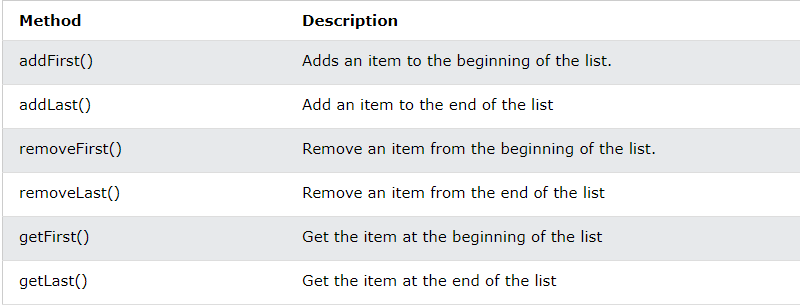 Method Description
addFirst() Adds an item to the beginning of the list.
addLast() Add an item to the end of the list
removeFirst() Remove an item from the beginning of the list.
removeLast() Remove an item from the end of the list
getFirst() Get the item at the beginning of the list
getLast() Get the item at the end of the list